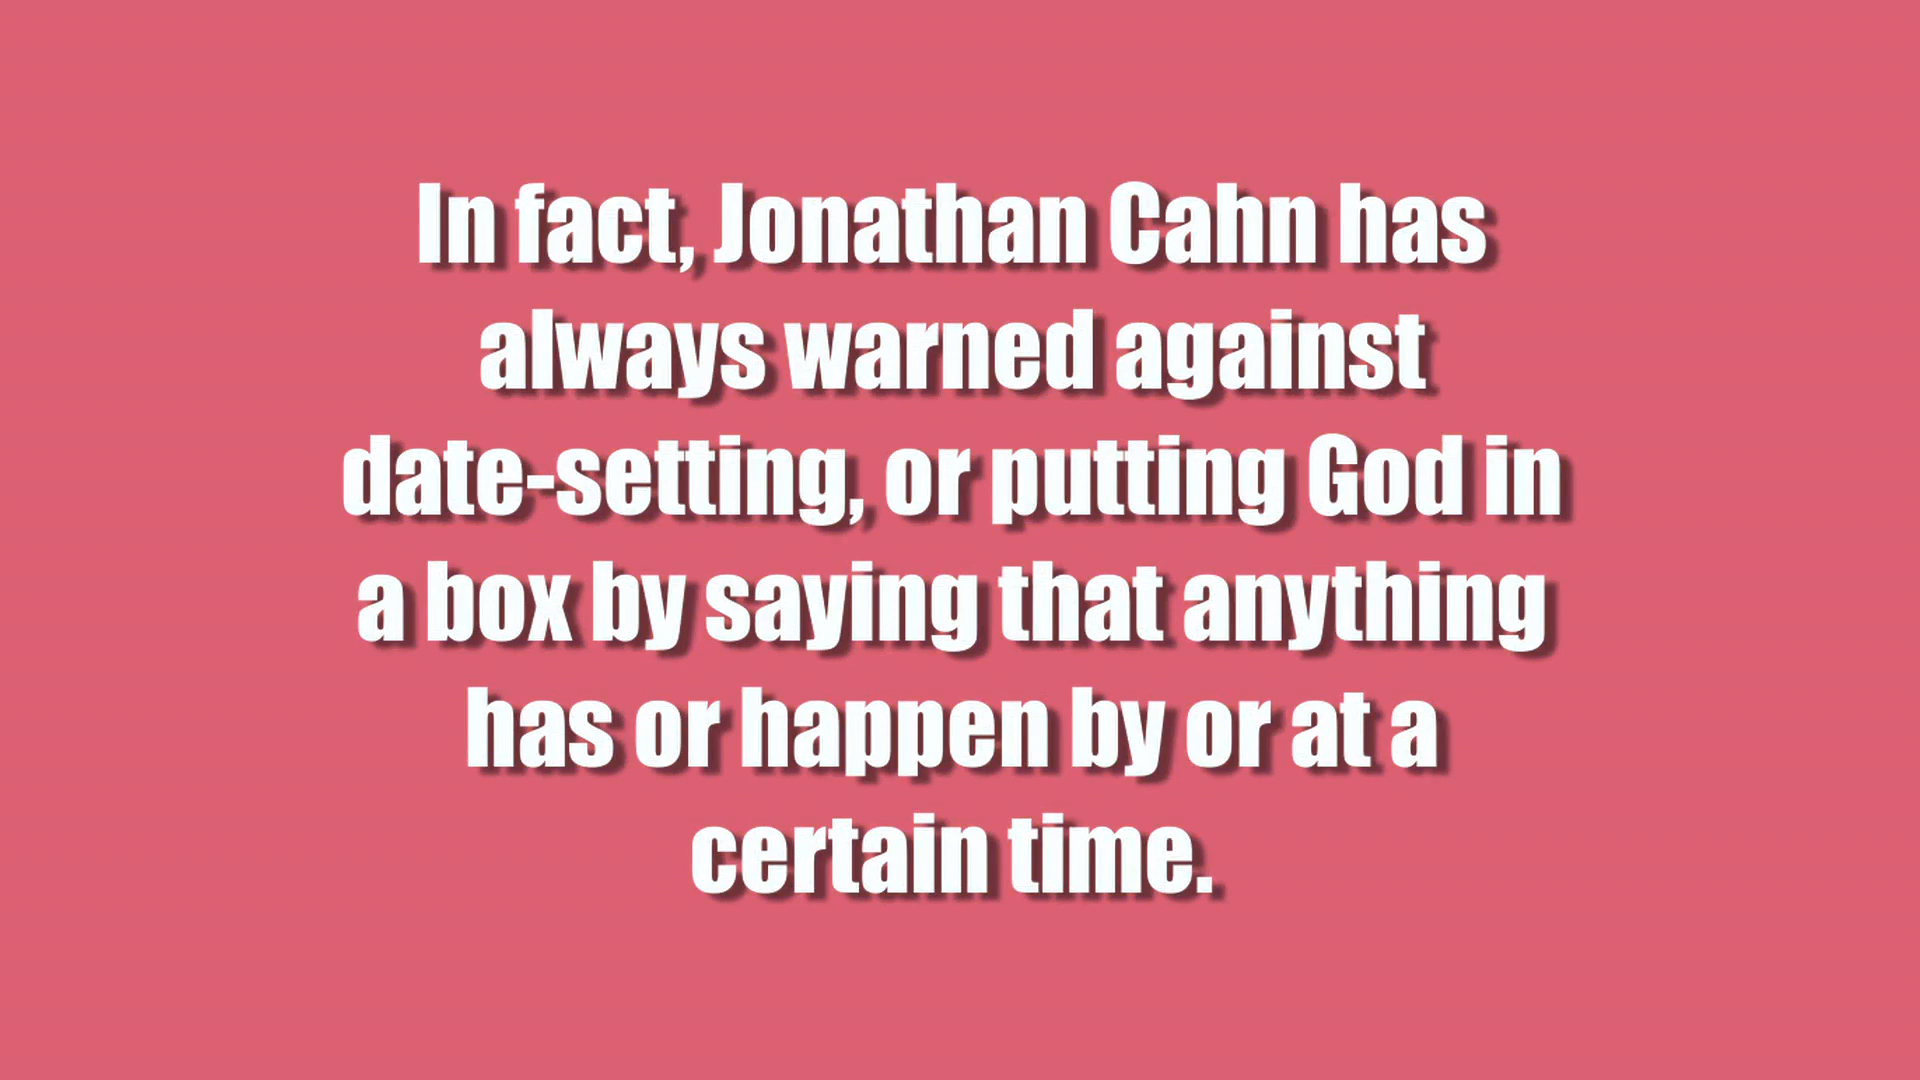 In fact, Jonathan Cahn has
always warned against
date-setting, or putting God in
a box by saying that anything
has or happen by or at a
certain time.